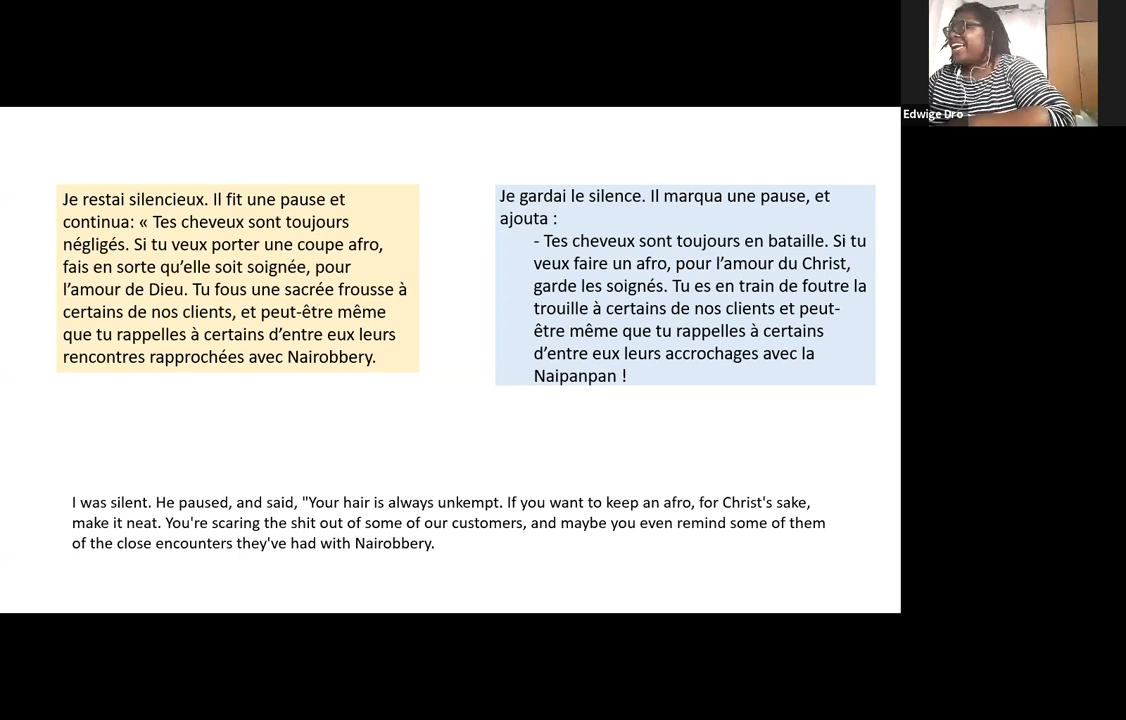 Edwige Dro
Je restai silencieux. Il fit une pause et
continua: « Tes cheveux sont toujours
négligés. Si tu veux porter une coupe afro,
fais en sorte qu’elle soit soignée, pour
l’amour de Dieu. Tu fous une sacrée frousse à
certains de nos clients, et peut-être même
que tu rappelles à certains d’entre eux leurs
rencontres rapprochées avec Nairobbery.
Je gardai le silence. Il marqua une pause, et
ajouta :
- Tes cheveux sont toujours en bataille. Si tu
veux faire un afro, pour l’amour du Christ,
garde les soignés. Tu es en train de foutre la
trouille à certains de nos clients et peut-
être même que tu rappelles à certains
d’entre eux leurs accrochages avec la
Naipanpan !
I was silent. He paused, and said, "Your hair is always unkempt. If you want to keep an afro, for Christ's sake,
make it neat. You're scaring the shit out of some of our customers, and maybe you even remind some of them
of the close encounters they've had with Nairobbery.